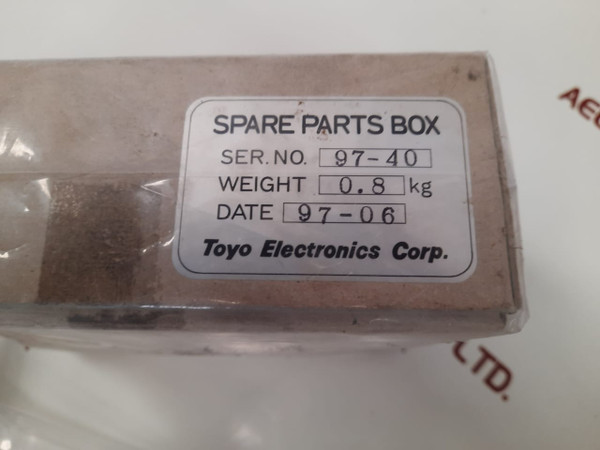 SPARE PARTS BOX
SER. NO. 97-40
WEIGHT 0.8 kg
DATE 97-06
Toyo Electronics Corp.
LTD.